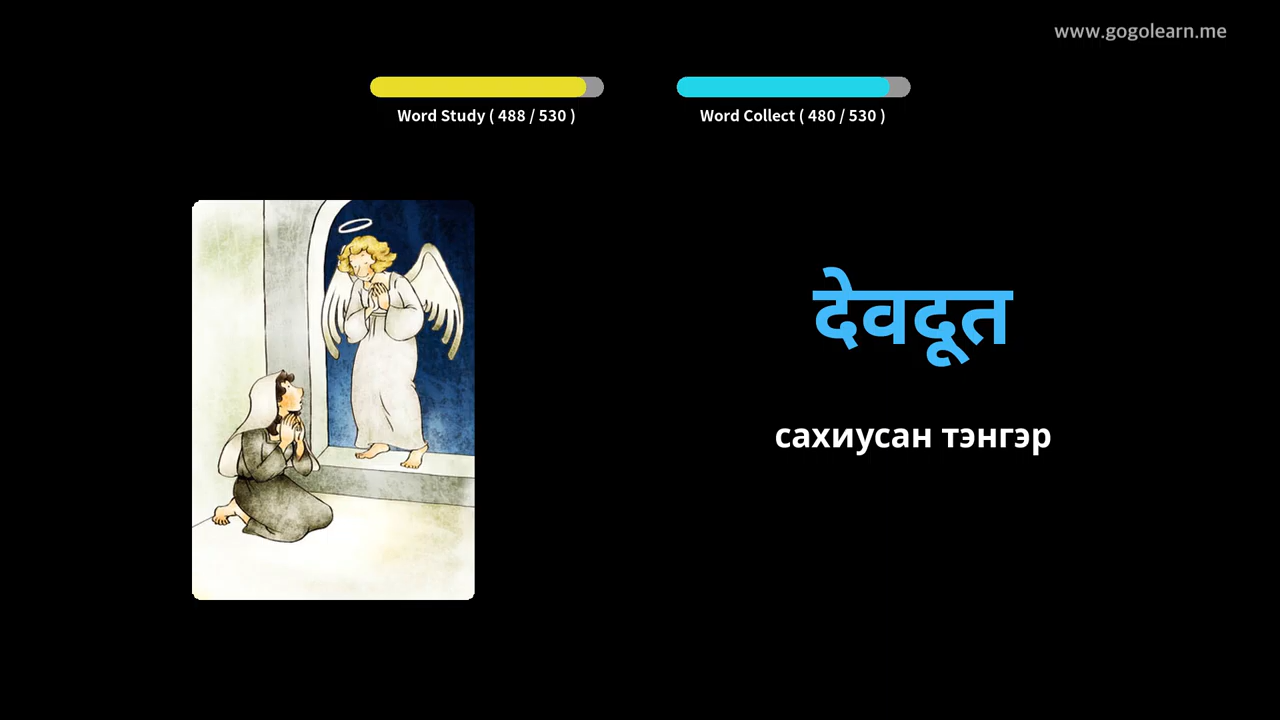 www.gogolearn.me
Word Study ( 488 / 530 )
Word Collect ( 480 / 530 )
देवदूत
сахиусан тэнгэр